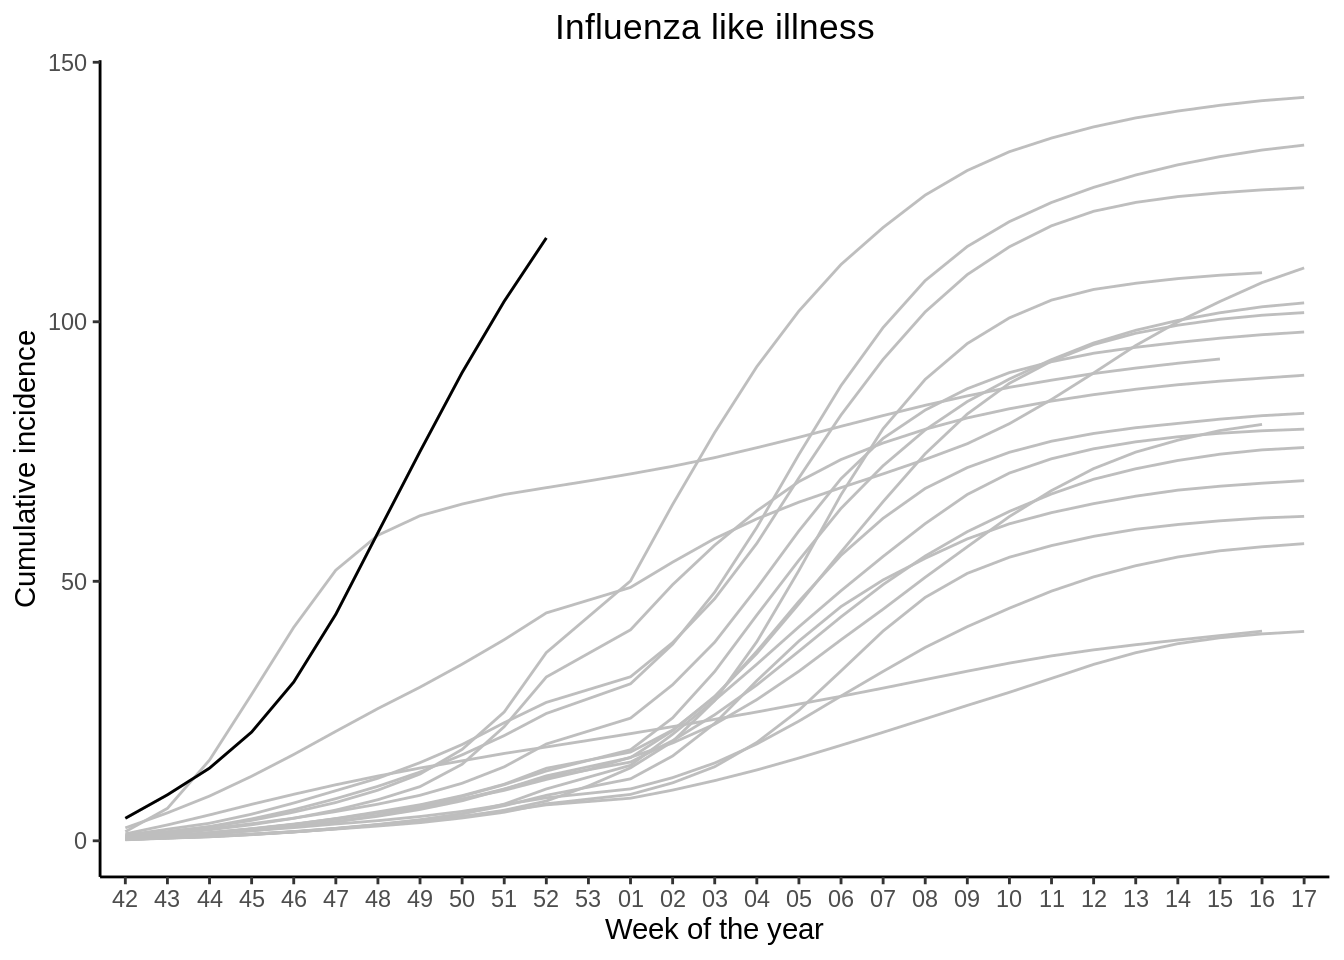 Influenza like illness
150
100
50
0
Cumulative incidence
42 43 44 45 46 47 48 49 50 51 52 53 01 02 03 04 05 06 07 08 09 10 11 12 13 14 15 16 17
Week of the year